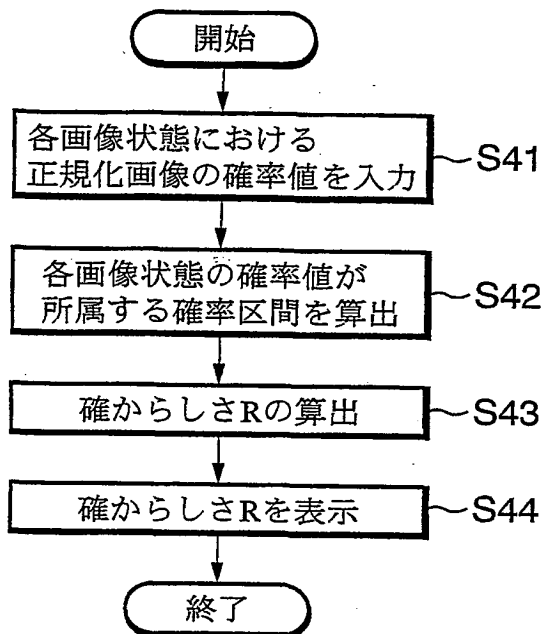 開始
各画像状態における
正規化画像の確率値を入力
S41
各画像状態の確率値が
所属する確率区間を算出
S42
確からしさRの算出
S43
確からしさRを表示
S44
終了